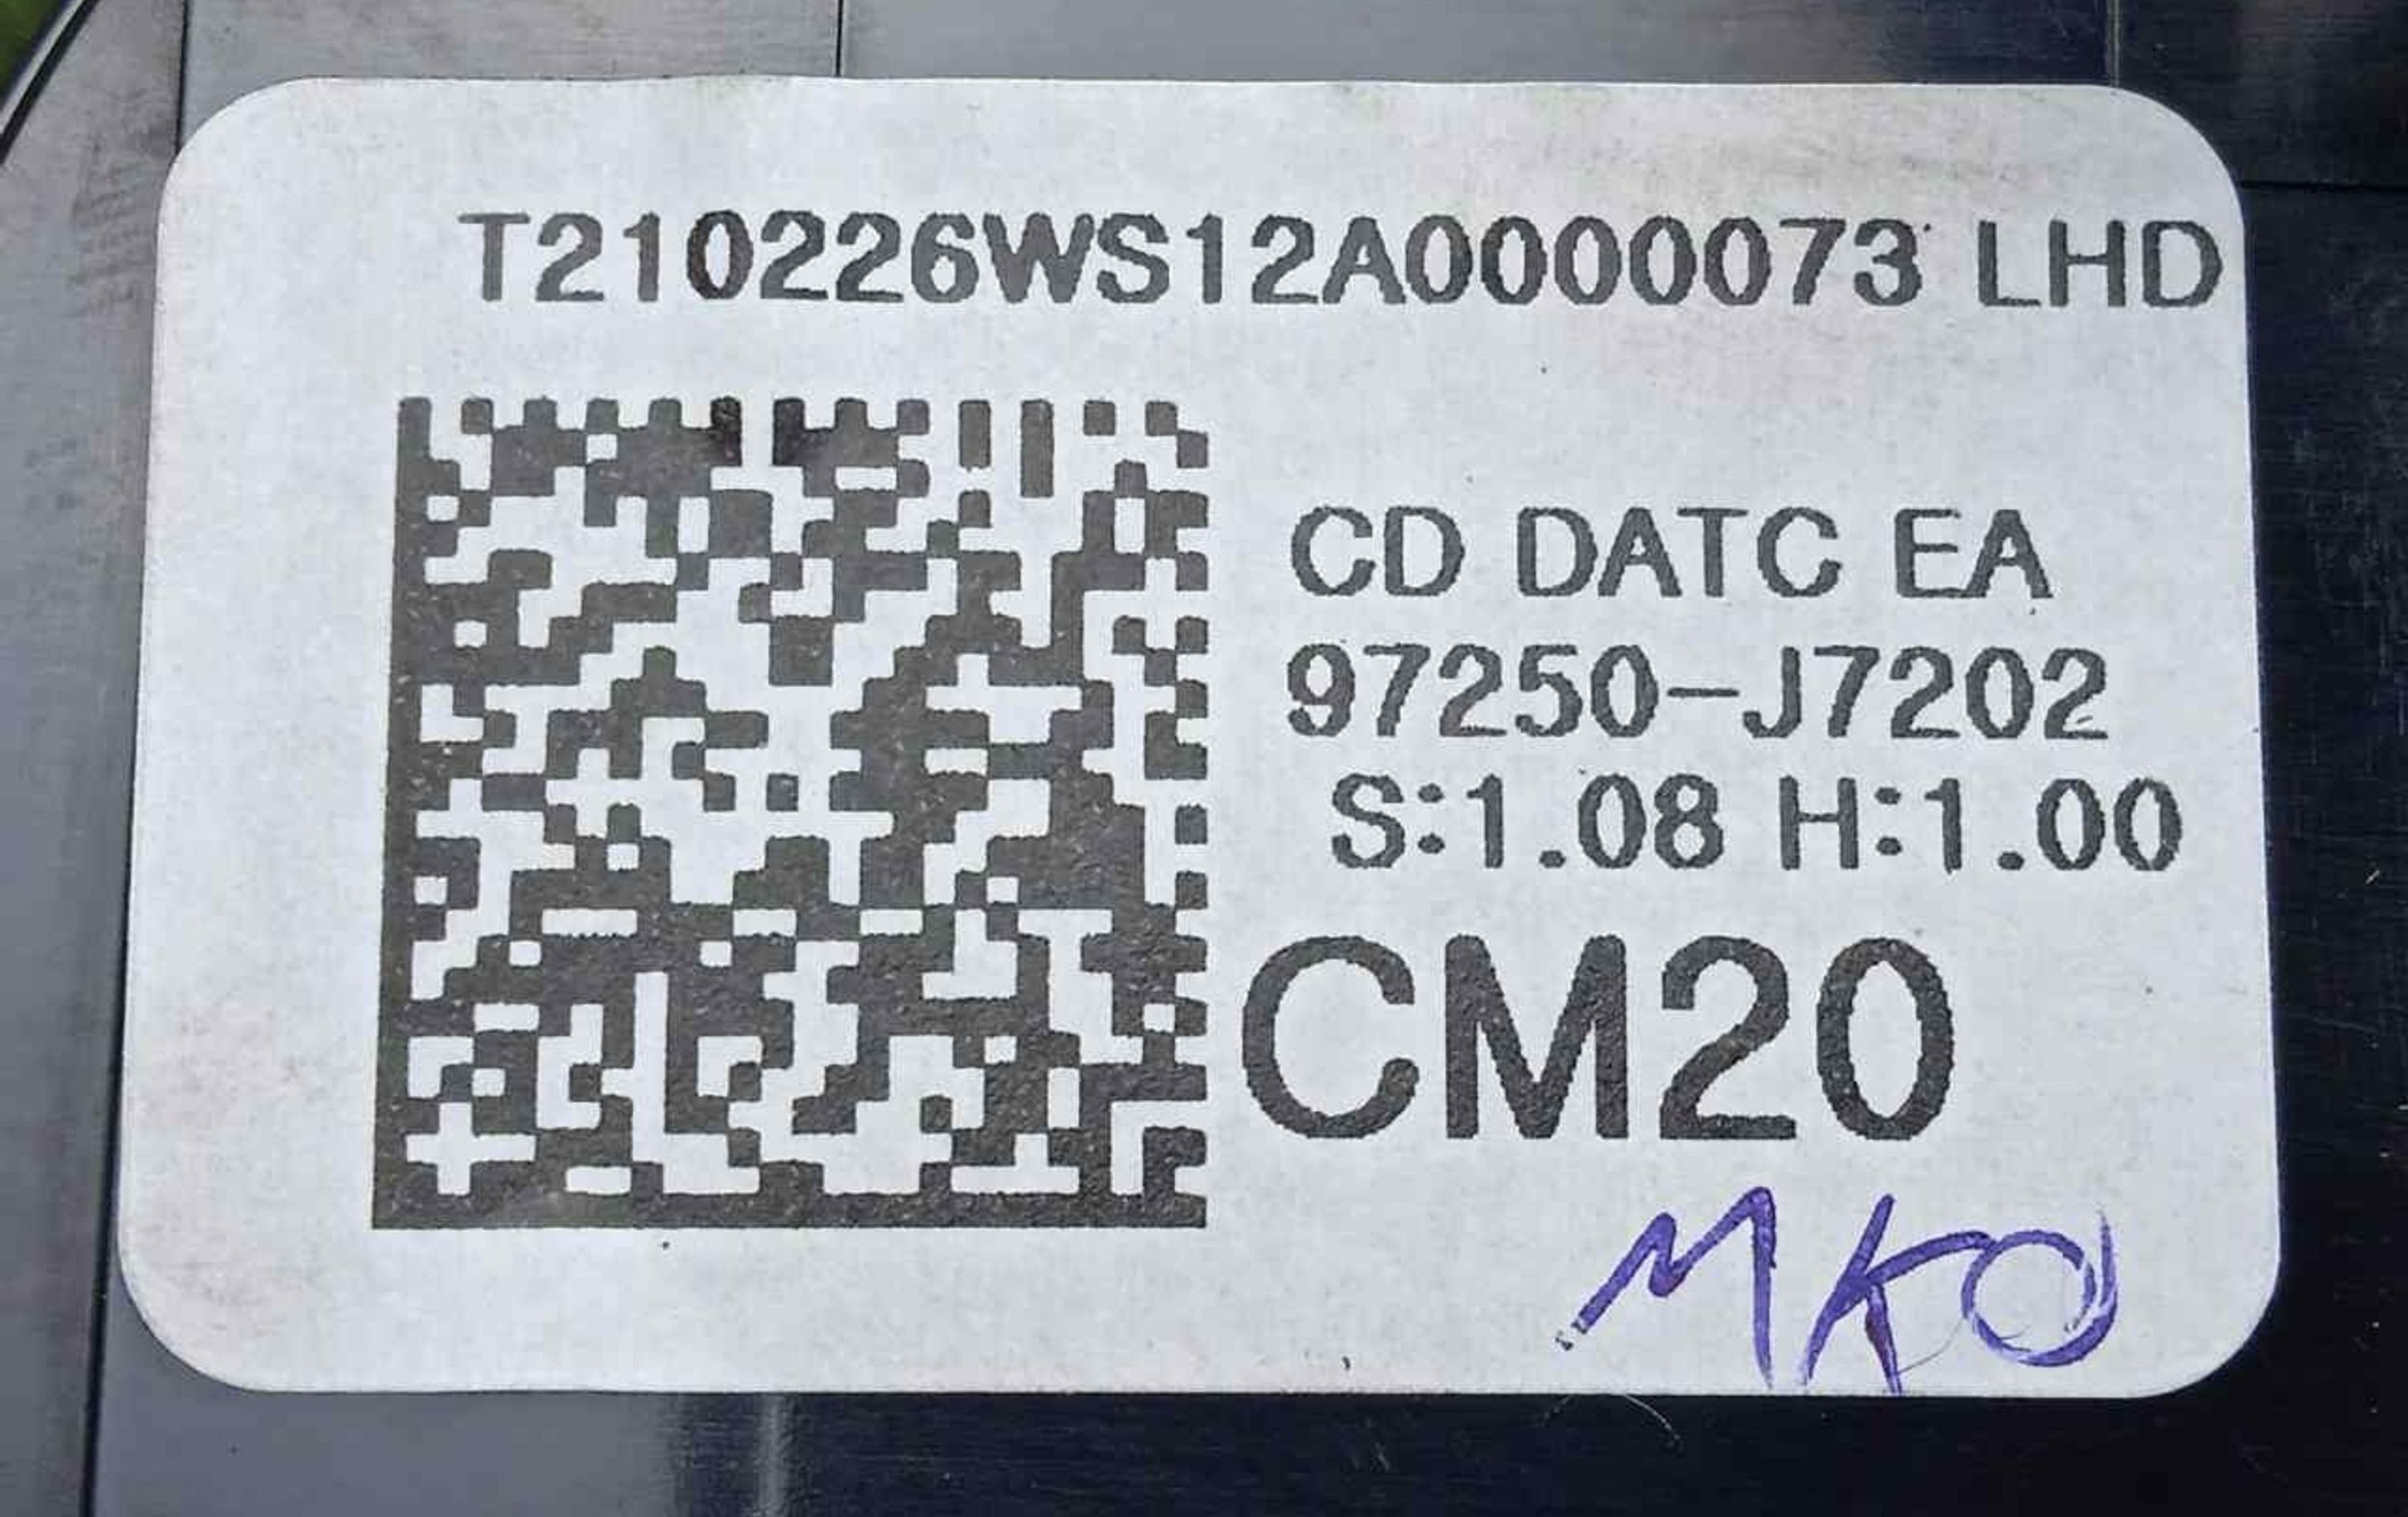 T210226WS12A0000073 LHD
CD DATC EA
97250-J7202
S:1.08 H:1.00
CM20
MKO